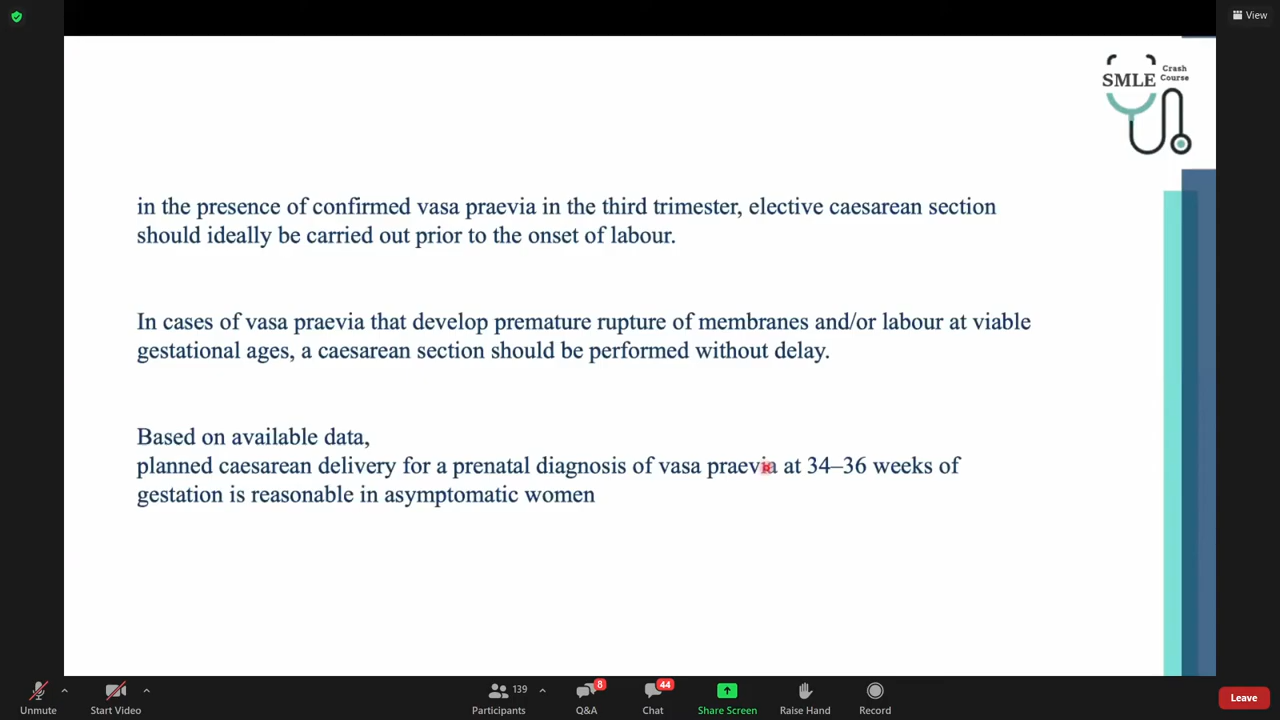 View
SMLE Crash Course
in the presence of confirmed vasa praevia in the third trimester, elective caesarean section
should ideally be carried out prior to the onset of labour.
In cases of vasa praevia that develop premature rupture of membranes and/or labour at viable
gestational ages, a caesarean section should be performed without delay.
Based on available data,
planned caesarean delivery for a prenatal diagnosis of vasa praevia at 34–36 weeks of
gestation is reasonable in asymptomatic women
139
8
44
Unmute
Start Video
Participants
Q&A
Chat
Share Screen
Raise Hand
Record
Leave